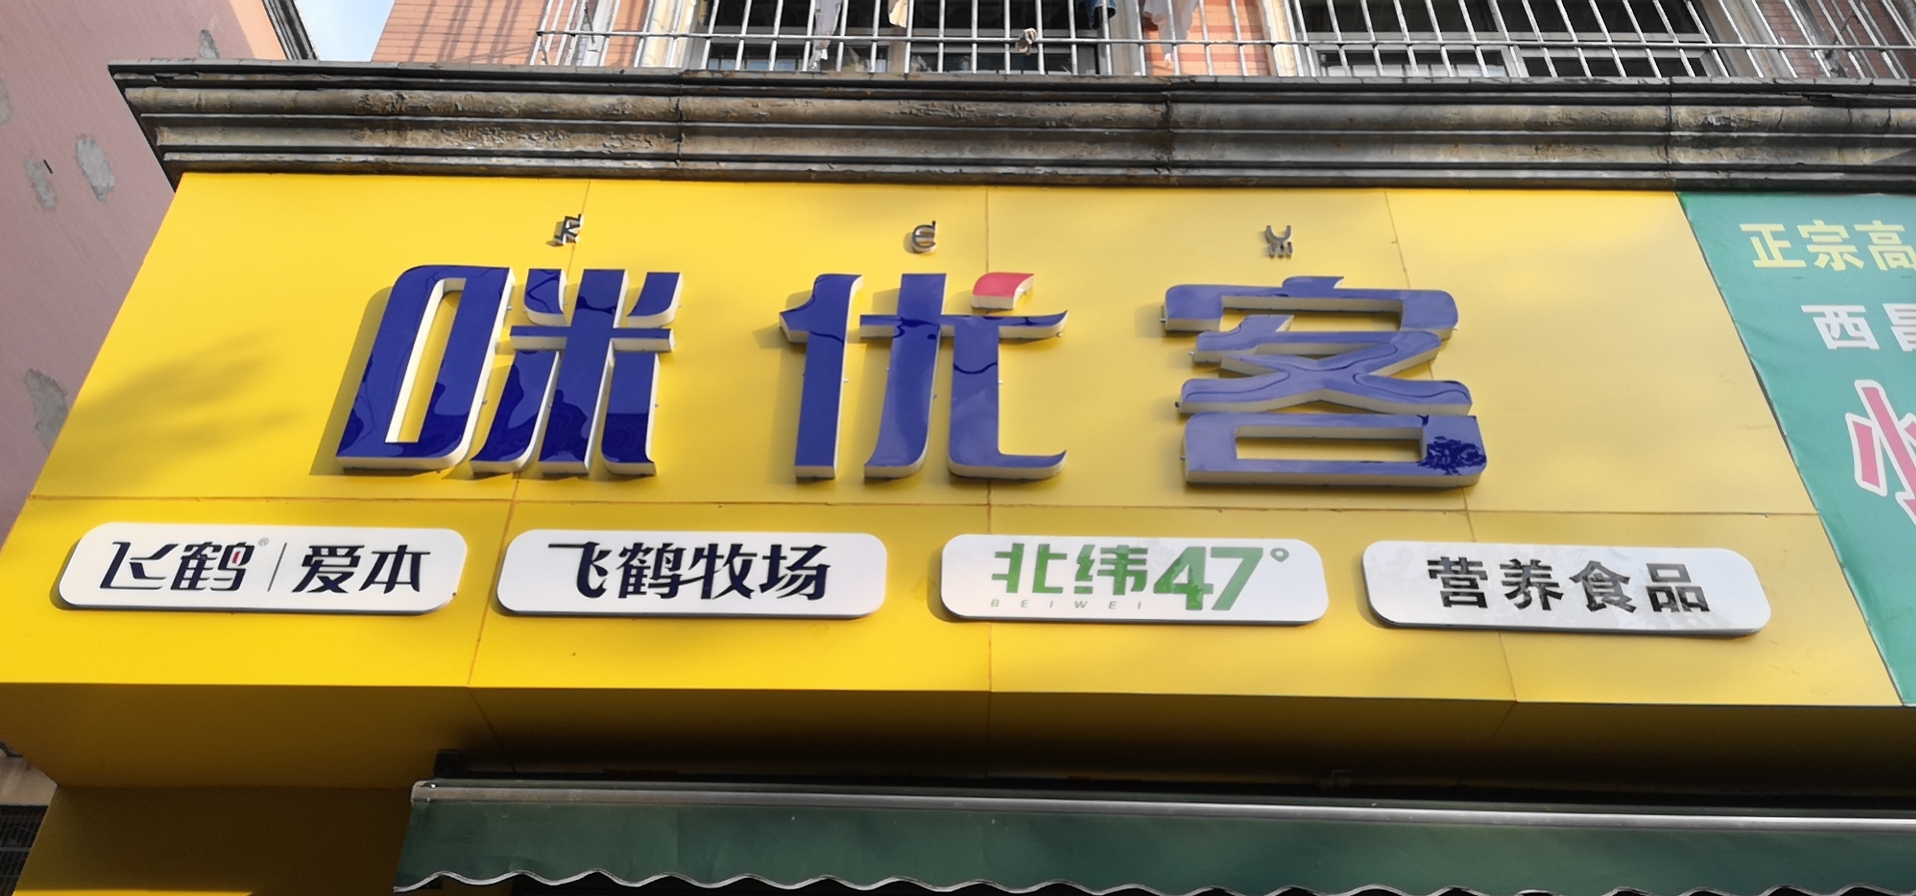 咪优客
飞鹤®|爱本
飞鹤牧场
北纬47°
BEIWEI
营养食品
正宗高
西昌